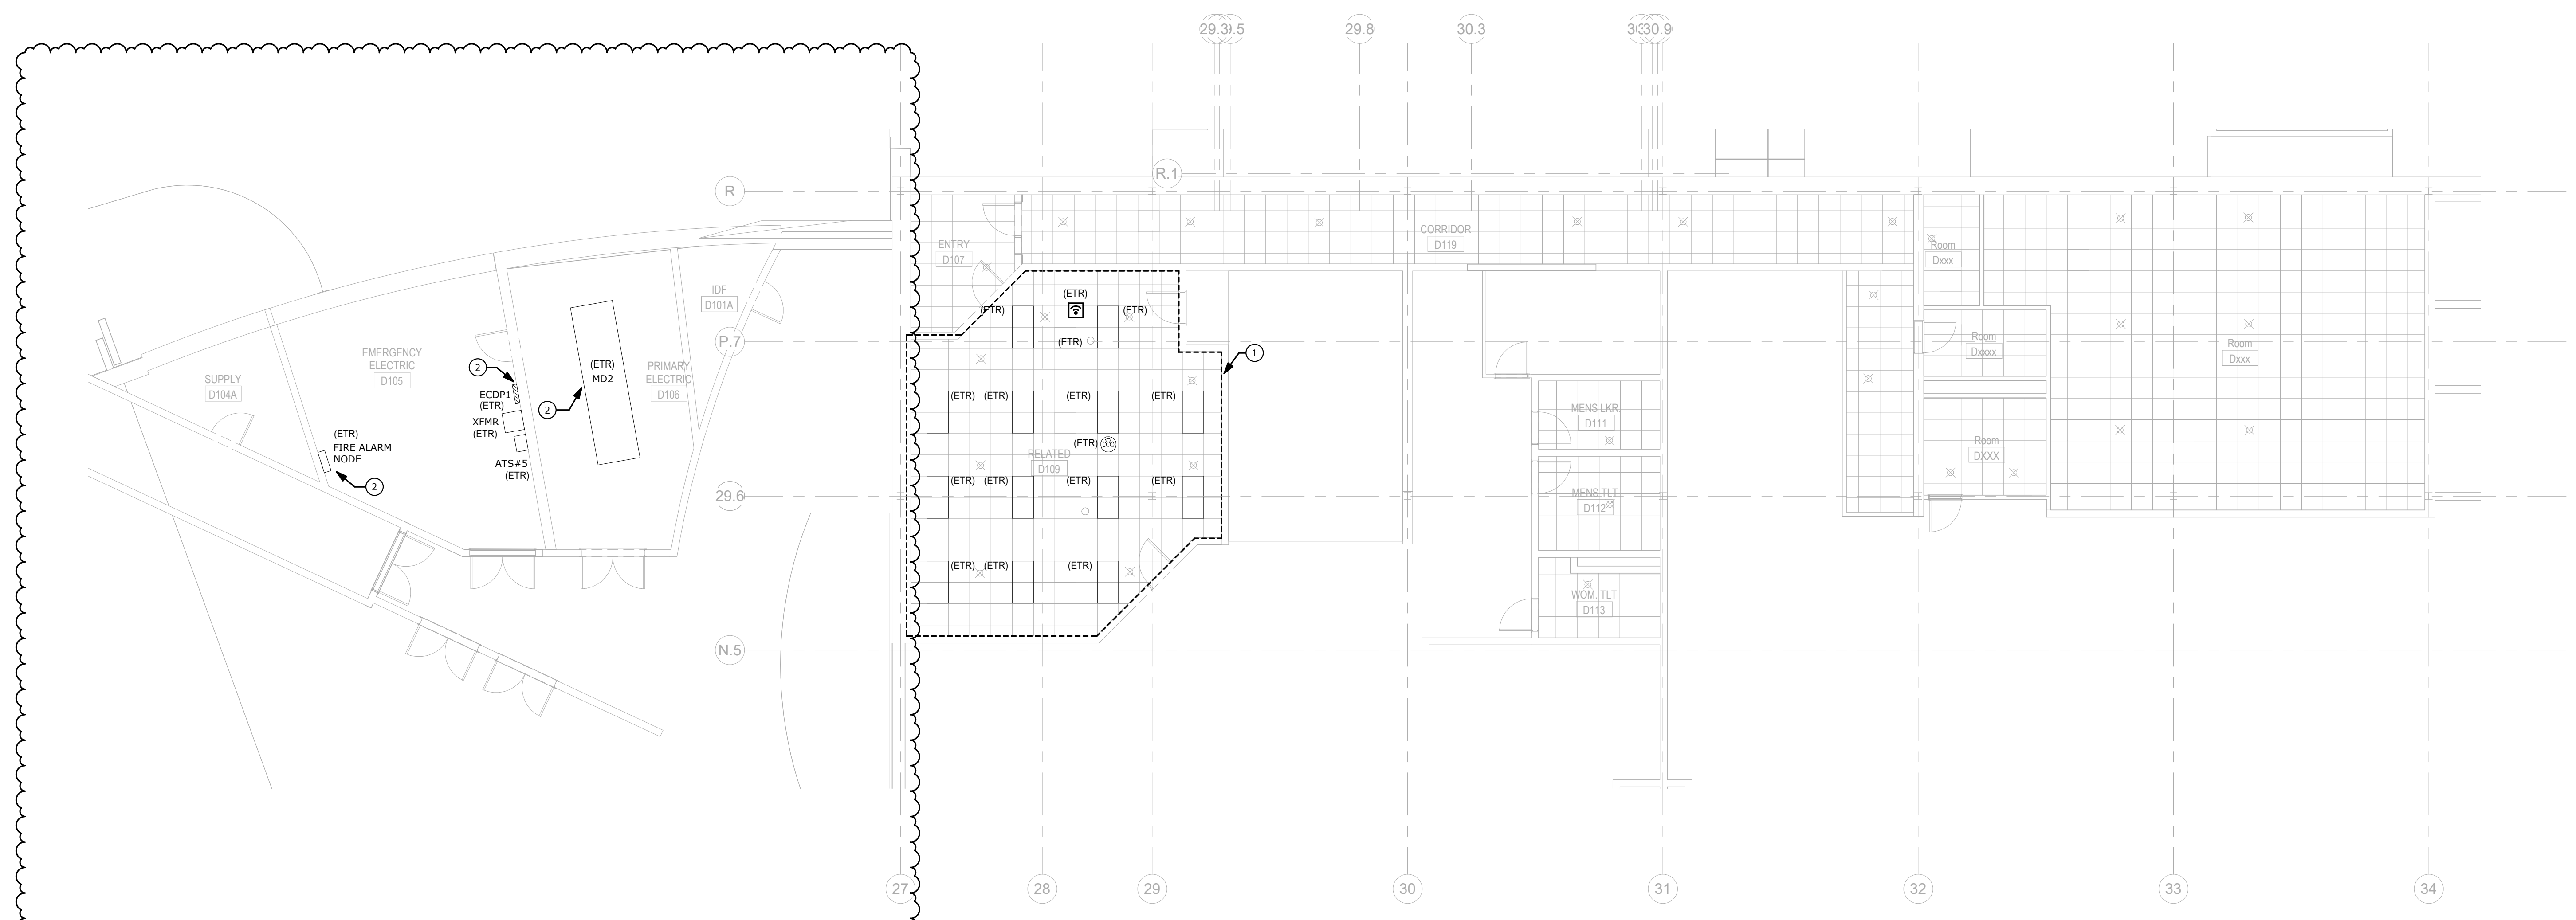 29.3
9.5
29.8
30.3
30.9
R.1
R
CORRIDOR
D119
ENTRY
D107
Room
Dxxx
IDF
D101A
(ETR)
(ETR)
(ETR)
(ETR)
P.7
Room
Dxxxx
Room
Dxxx
1
EMERGENCY
ELECTRIC
D105
2
(ETR)
MD2
PRIMARY
ELECTRIC
D106
SUPPLY
D104A
ECDP1
(ETR)
2
(ETR)
(ETR)
(ETR)
(ETR)
XFMR
(ETR)
MENS LKR.
D111
(ETR)
FIRE ALARM
NODE
(ETR)
RELATED
D109
Room
DXXX
ATS#5
(ETR)
2
(ETR)
(ETR)
(ETR)
(ETR)
29.6
MENS TLT.
D112
(ETR)
(ETR)
(ETR)
WOM. TLT
D113
N.5
27
28
29
30
31
32
33
34